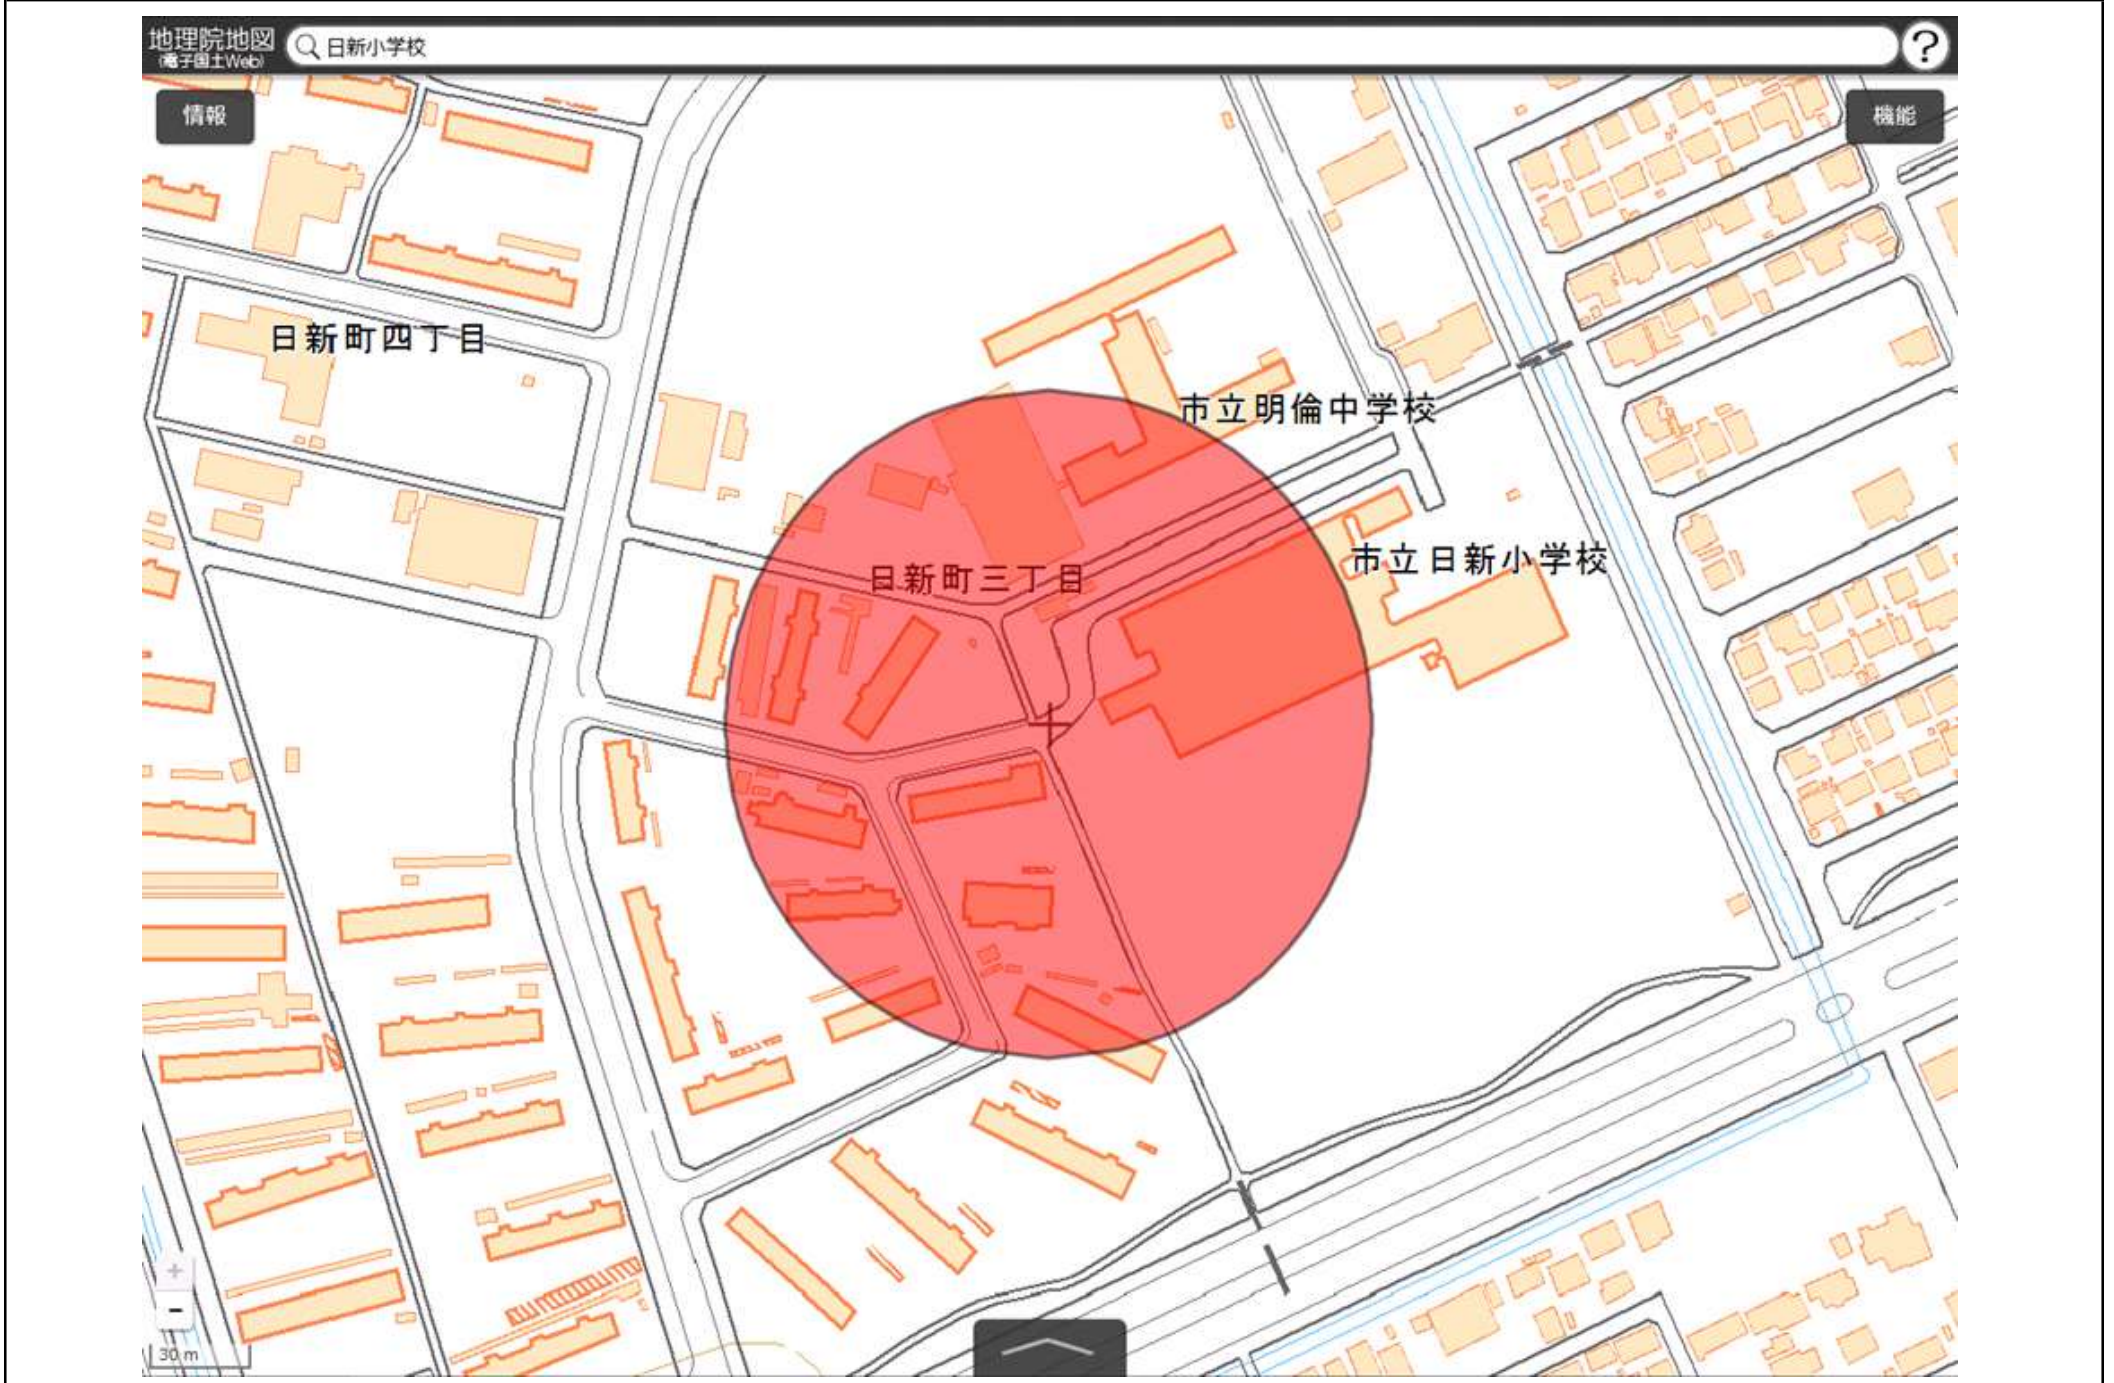 地理院地図
(電子国土Web)
日新小学校
?
情報
機能
日新町四丁目
市立明倫中学校
市立日新小学校
日新町三丁目
+
-
30 m